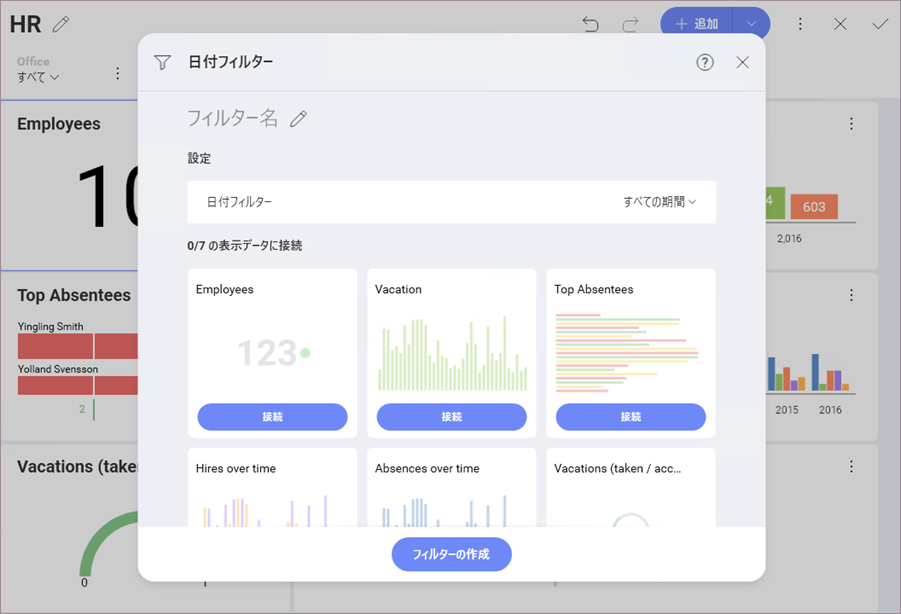 HR
追加
Office
すべて
日付フィルター
?
フィルター名
設定
日付フィルター すべての期間
0/7 の表示データに接続
Employees Vacation Top Absentees
123
接続 接続 接続
Hires over time Absences over time Vacations (taken / acc...
フィルターの作成
Employees
10
4 603
2,016
Top Absentees
Yingling Smith
Yolland Svensson
2
2015 2016
Vacations (take
0